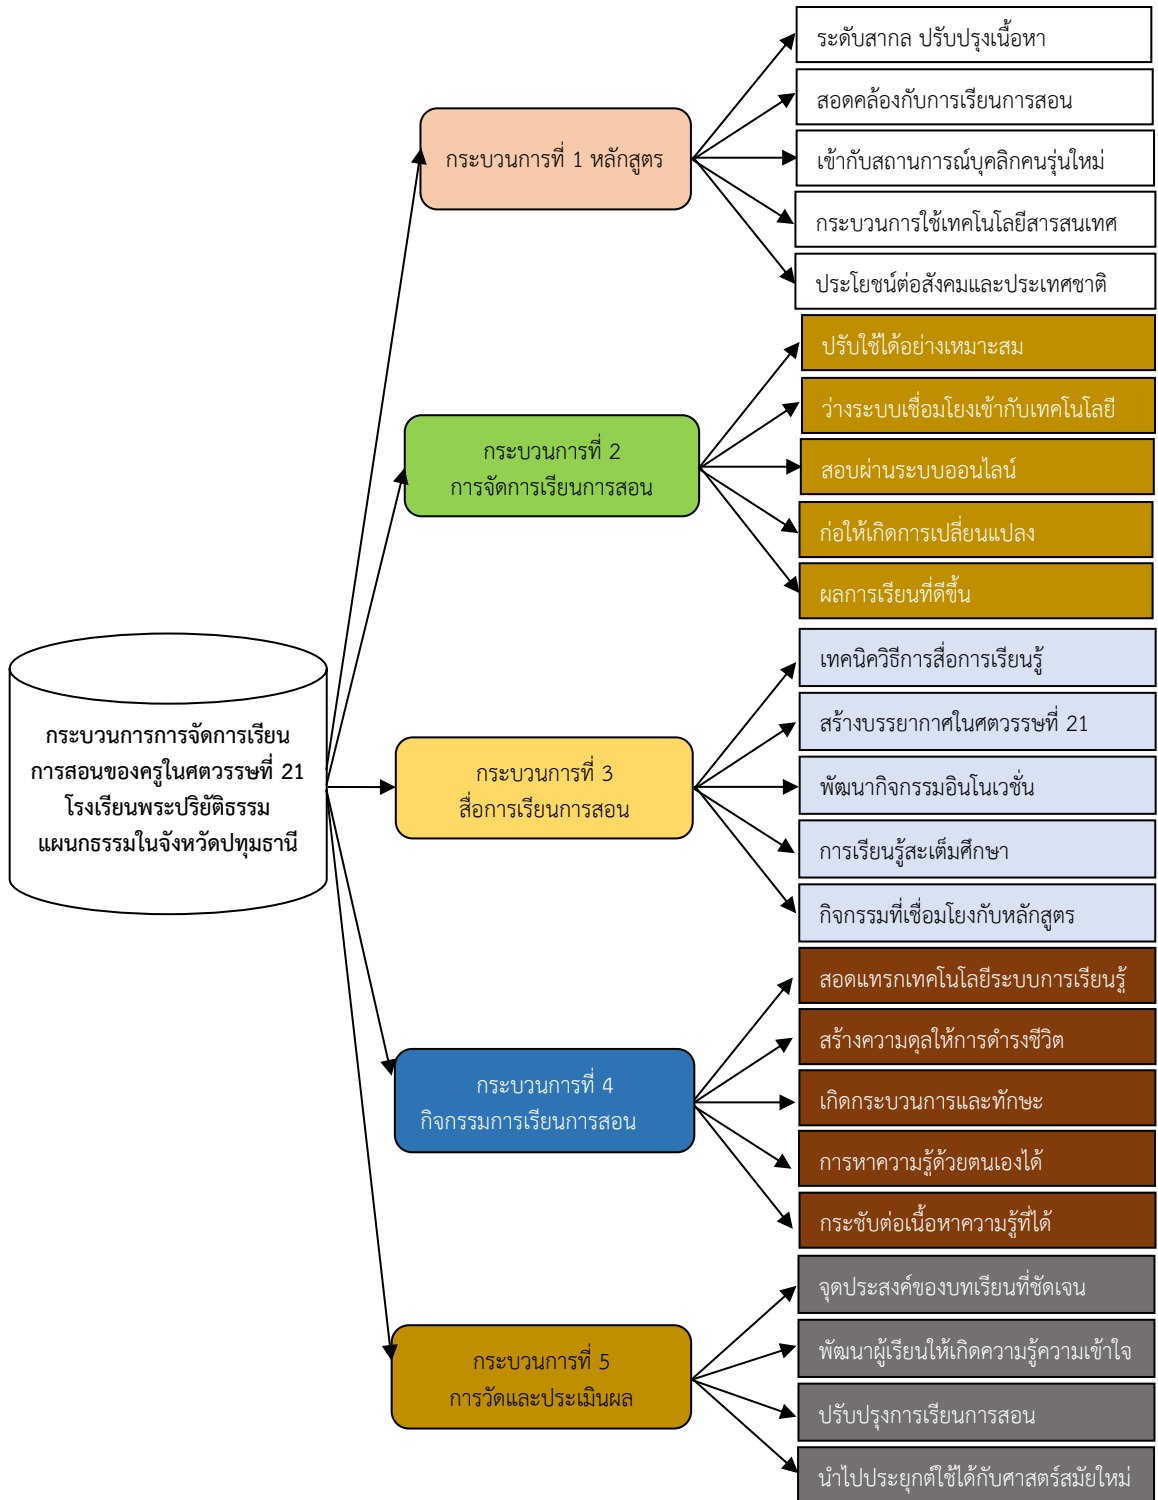 ระดับสากล ปรับปรุงเนื้อหา
สอดคล้องกับการเรียนการสอน
กระบวนการที่ 1 หลักสูตร
เข้ากับสถานการณ์บุคลิกคนรุ่นใหม่
กระบวนการใช้เทคโนโลยีสารสนเทศ
ประโยชน์ต่อสังคมและประเทศชาติ
ปรับใช้ได้อย่างเหมาะสม
ว่างระบบเชื่อมโยงเข้ากับเทคโนโลยี
กระบวนการที่ 2
การจัดการเรียนการสอน
สอบผ่านระบบออนไลน์
ก่อให้เกิดการเปลี่ยนแปลง
ผลการเรียนที่ดีขึ้น
กระบวนการการจัดการเรียน
การสอนของครูในศตวรรษที่ 21
โรงเรียนพระปริยัติธรรม
แผนกธรรมในจังหวัดปทุมธานี
เทคนิควิธีการสื่อการเรียนรู้
สร้างบรรยากาศในศตวรรษที่ 21
กระบวนการที่ 3
สื่อการเรียนการสอน
พัฒนากิจกรรมอินโนเวชั่น
การเรียนรู้สะเต็มศึกษา
กิจกรรมที่เชื่อมโยงกับหลักสูตร
สอดแทรกเทคโนโลยีระบบการเรียนรู้
สร้างความดุลให้การดำรงชีวิต
กระบวนการที่ 4
กิจกรรมการเรียนการสอน
เกิดกระบวนการและทักษะ
การหาความรู้ด้วยตนเองได้
กระชับต่อเนื้อหาความรู้ที่ได้
จุดประสงค์ของบทเรียนที่ชัดเจน
พัฒนาผู้เรียนให้เกิดความรู้ความเข้าใจ
กระบวนการที่ 5
การวัดและประเมินผล
ปรับปรุงการเรียนการสอน
นำไปประยุกต์ใช้ได้กับศาสตร์สมัยใหม่